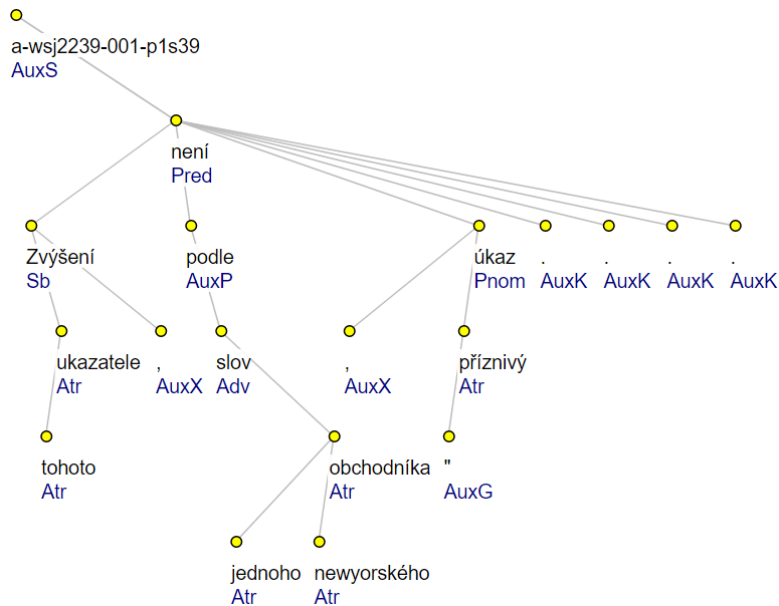 a-wsj2239-001-p1s39
AuxS
není
Pred
Zvýšení podle úkaz . . . .
Sb AuxP Pnom AuxK AuxK AuxK AuxK
ukazatele , slov , příznivý
Atr AuxX Adv AuxX Atr
tohoto obchodníka "
Atr Atr AuxG
jednoho newyorského
Atr Atr